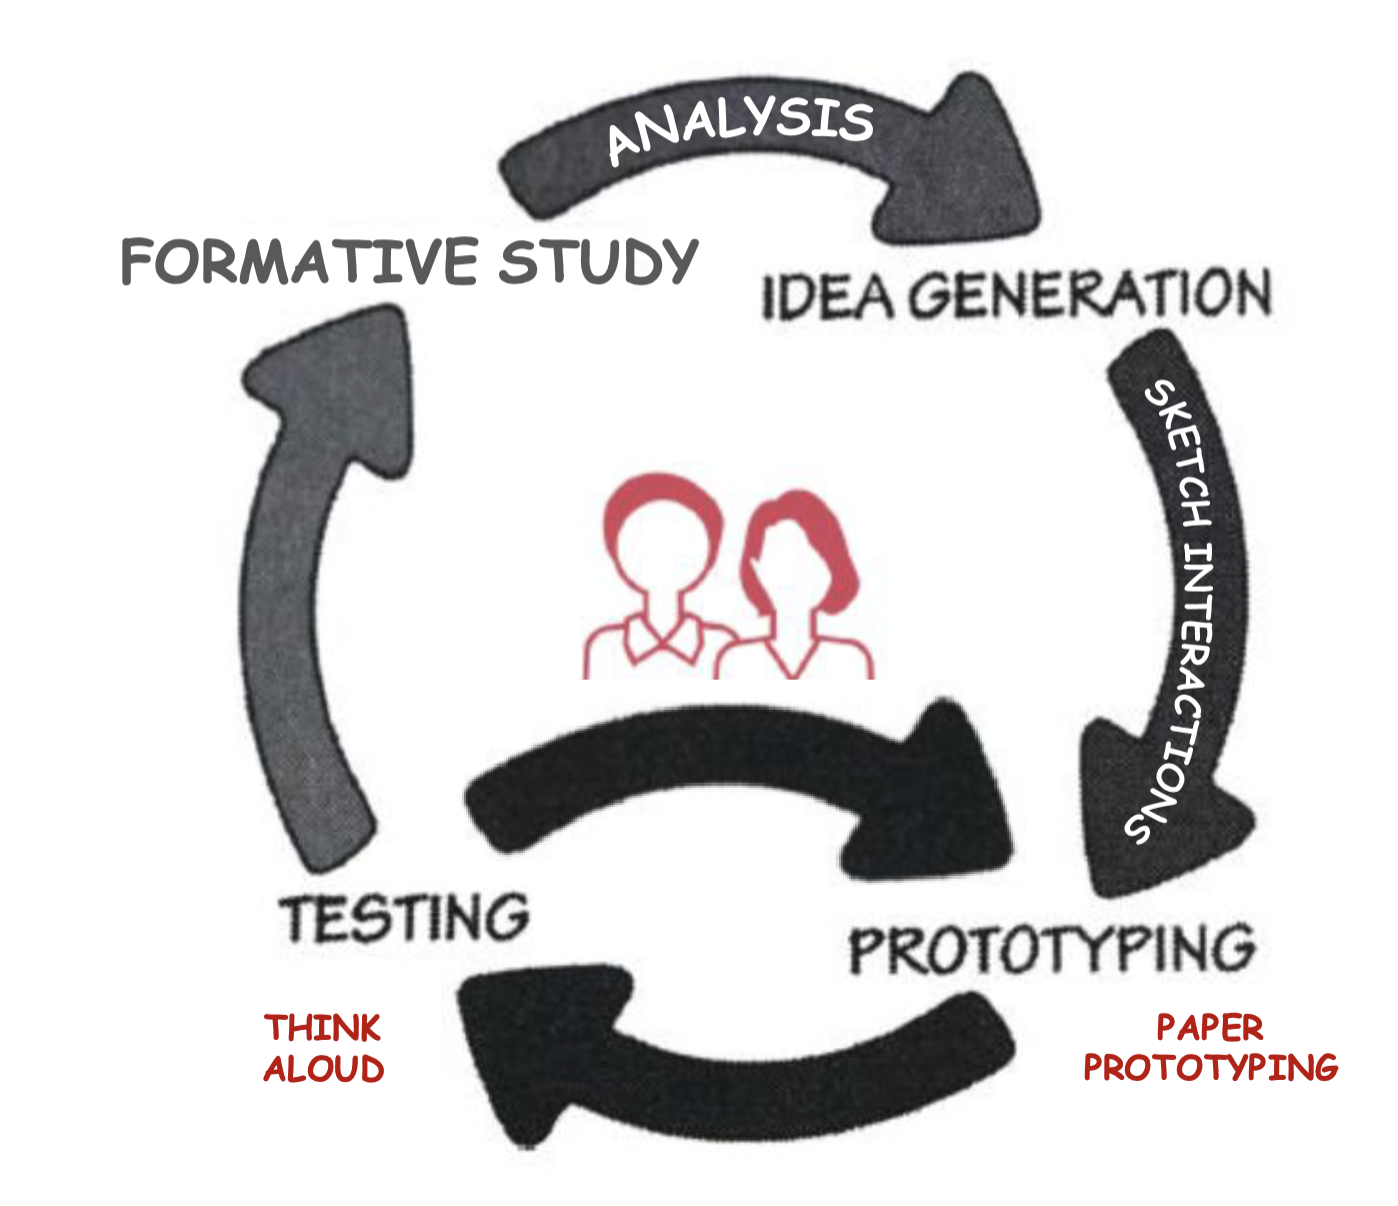 ANALYSIS
FORMATIVE STUDY
IDEA GENERATION
SKETCH INTERACTIONS
TESTING
PROTOTYPING
THINK
ALOUD
PAPER
PROTOTYPING